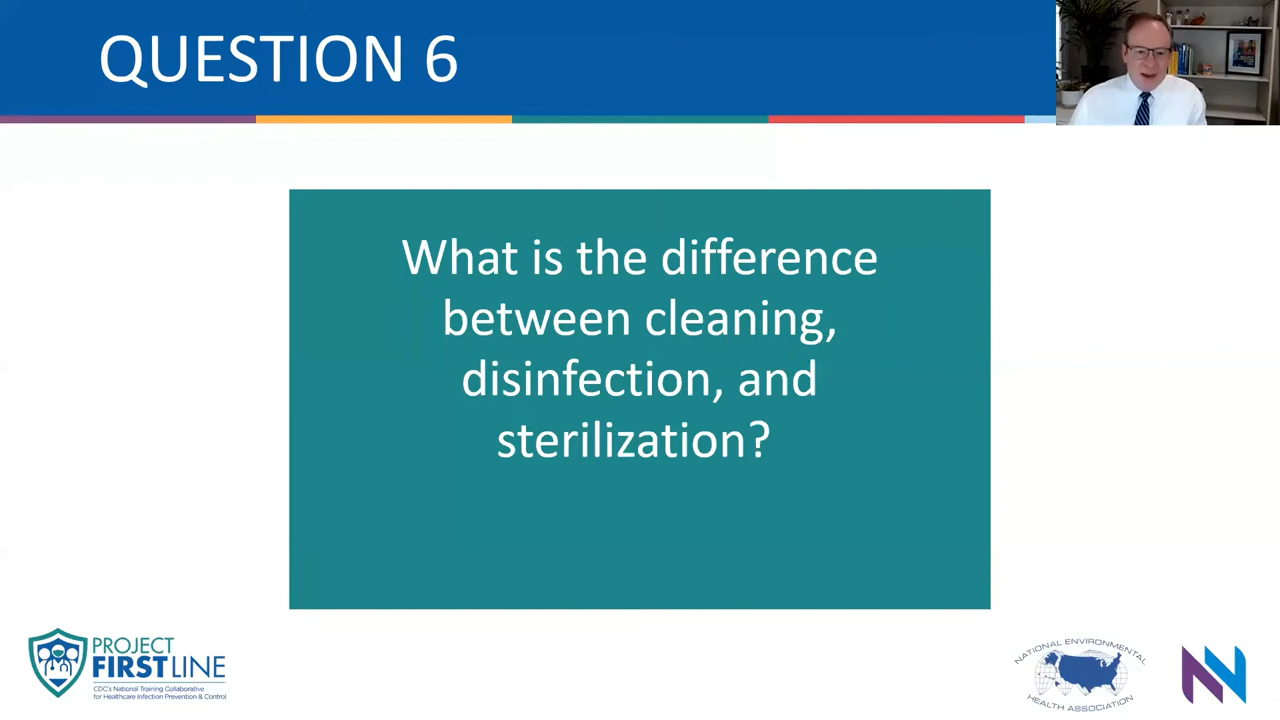 QUESTION 6
What is the difference
between cleaning,
disinfection, and
sterilization?
PROJECT
FIRSTLINE
CDC's National Training Collaborative
for Healthcare Infection Prevention & Control
NATIONAL ENVIRONMENTAL
HEALTH ASSOCIATION